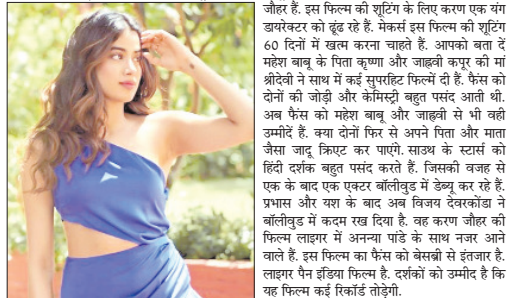 जौहर हैं. इस फिल्म की शूटिंग के लिए करण एक यंग
डायरेक्टर को ढूंढ रहे हैं. मेकर्स इस फिल्म की शूटिंग
60 दिनों में खत्म करना चाहते हैं. आपको बता दें
महेश बाबू के पिता कृष्णा और जाह्नवी कपूर की मां
श्रीदेवी ने साथ में कई सुपरहिट फिल्में दी हैं. फैंस को
दोनों की जोड़ी और केमिस्ट्री बहुत पसंद आती थी.
अब फैंस को महेश बाबू और जाह्नवी से भी वही
उम्मीदें हैं. क्या दोनों फिर से अपने पिता और माता
जैसा जादू क्रिएट कर पाएंगे. साउथ के स्टार्स को
हिंदी दर्शक बहुत पसंद करते हैं. जिसकी वजह से
एक के बाद एक एक्टर बॉलीवुड में डेब्यू कर रहे हैं.
प्रभास और यश के बाद अब विजय देवरकोंडा ने
बॉलीवुड में कदम रख दिया है. वह करण जौहर की
फिल्म लाइगर में अनन्या पांडे के साथ नजर आने
वाले हैं. इस फिल्म का फैंस को बेसब्री से इंतजार है.
लाइगर पैन इंडिया फिल्म है. दर्शकों को उम्मीद है कि
यह फिल्म कई रिकॉर्ड तोड़ेगी.